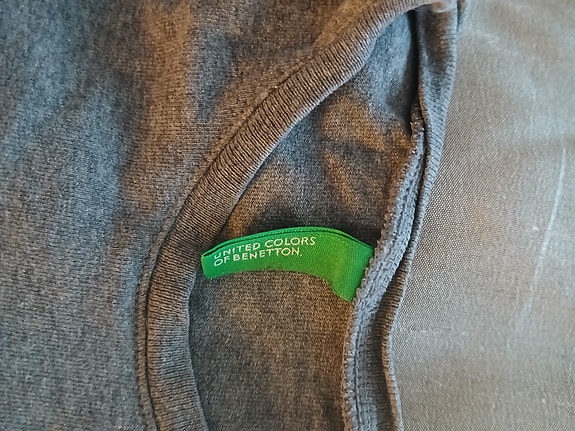 UNITED COLORS
OF BENETTON.